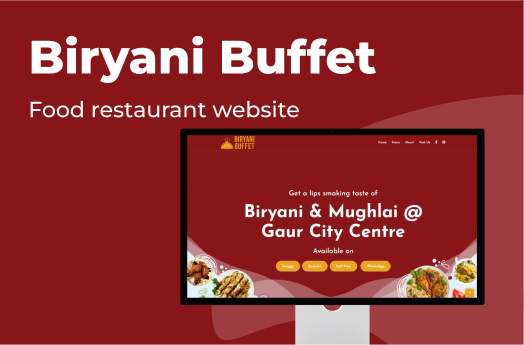 Biryani Buffet
Food restaurant website
BIRYANI
BUFFET
Home Menu About Visit Us
Get a lips smaking taste of
Biryani & Mughlai @
Gaur City Centre
Available on
Swiggy Zomato Call Now WhatsApp